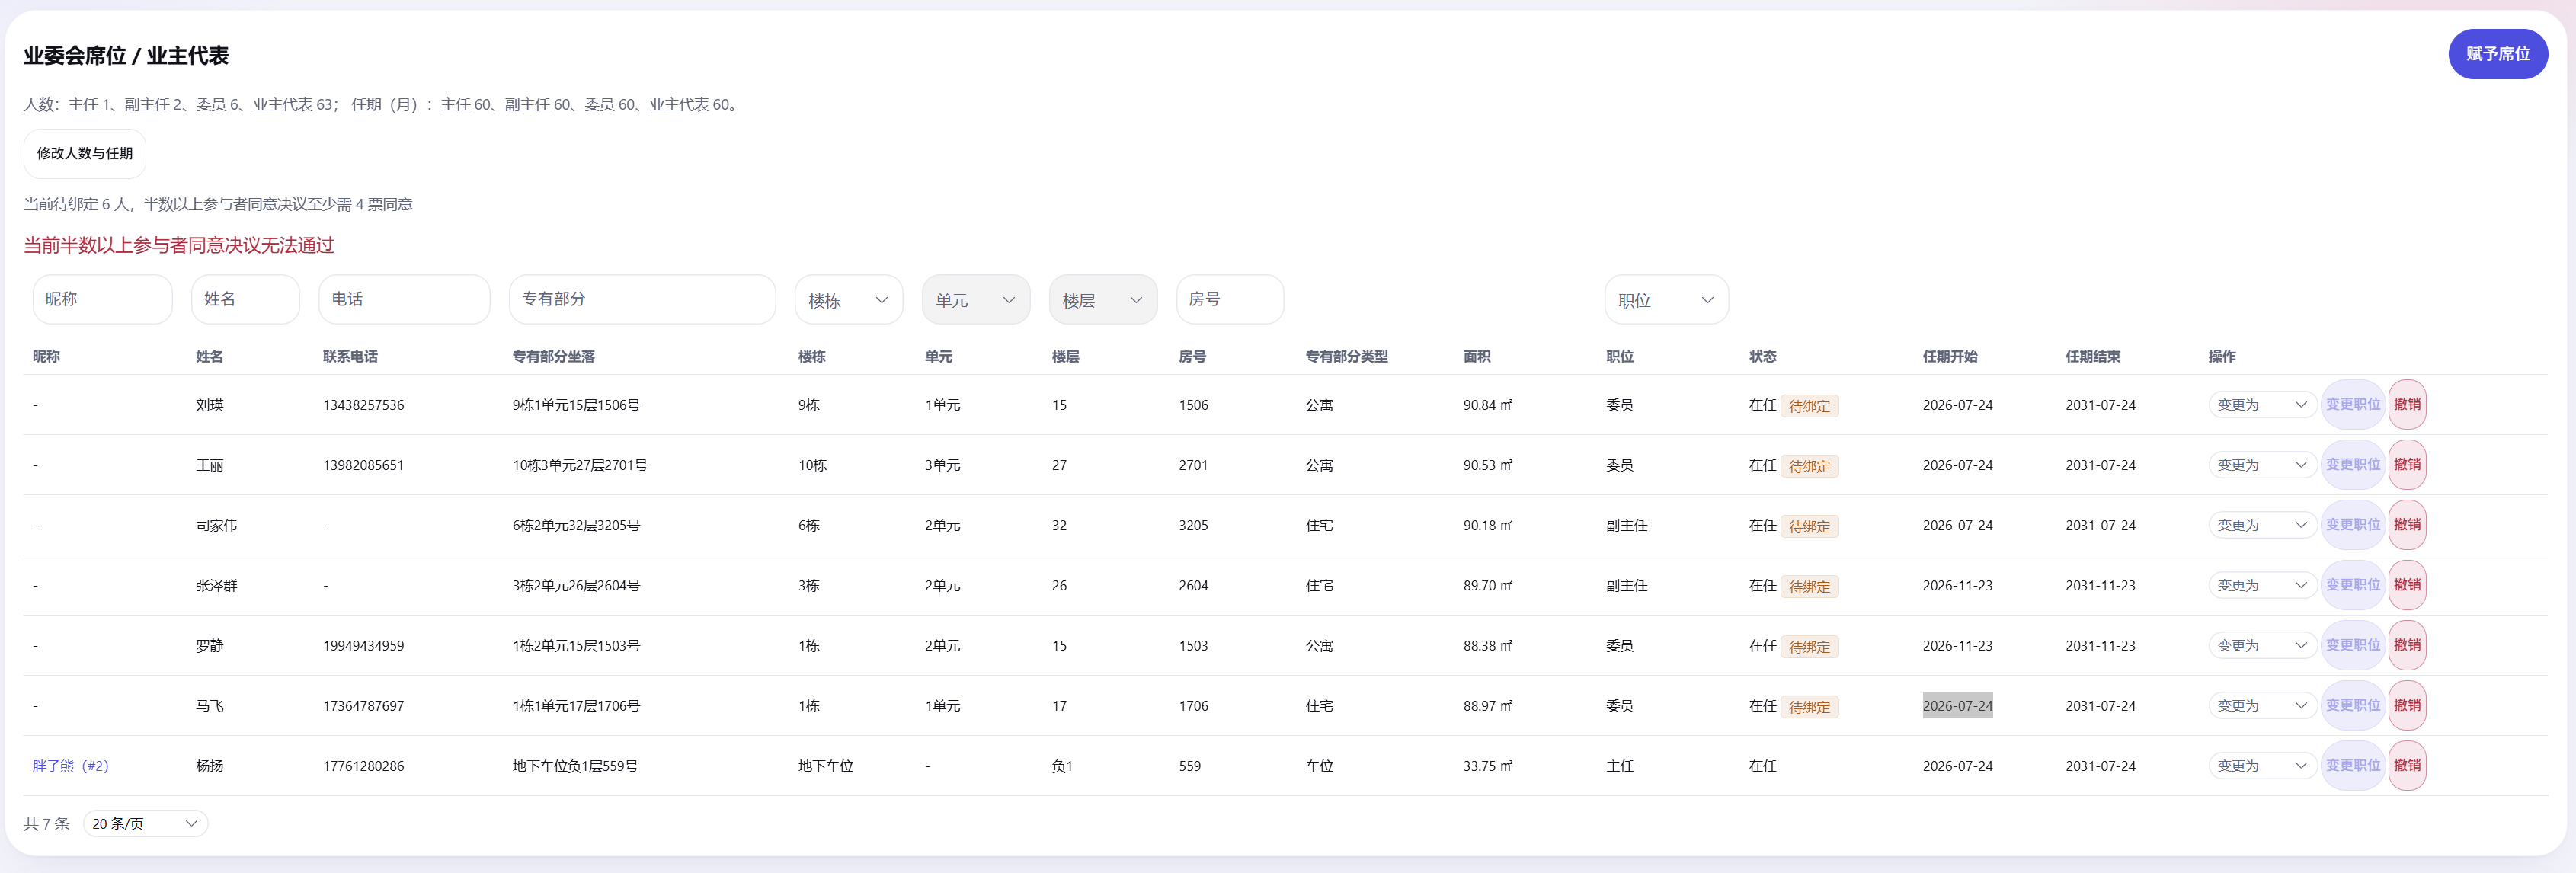 业委会席位 / 业主代表
赋予席位
人数：主任 1、副主任 2、委员 6、业主代表 63； 任期（月）：主任 60、副主任 60、委员 60、业主代表 60。
修改人数与任期
当前待绑定 6 人，半数以上参与者同意决议至少需 4 票同意
当前半数以上参与者同意决议无法通过
昵称 姓名 电话 专有部分 楼栋 单元 楼层 房号 职位
昵称 姓名 联系电话 专有部分坐落 楼栋 单元 楼层 房号 专有部分类型 面积 职位 状态 任期开始 任期结束 操作
- 刘瑛 13438257536 9栋1单元15层1506号 9栋 1单元 15 1506 公寓 90.84 ㎡ 委员 在任 待绑定 2026-07-24 2031-07-24 变更为 变更职位 撤销
- 王丽 13982085651 10栋3单元27层2701号 10栋 3单元 27 2701 公寓 90.53 ㎡ 委员 在任 待绑定 2026-07-24 2031-07-24 变更为 变更职位 撤销
- 司家伟 - 6栋2单元32层3205号 6栋 2单元 32 3205 住宅 90.18 ㎡ 副主任 在任 待绑定 2026-07-24 2031-07-24 变更为 变更职位 撤销
- 张泽群 - 3栋2单元26层2604号 3栋 2单元 26 2604 住宅 89.70 ㎡ 副主任 在任 待绑定 2026-11-23 2031-11-23 变更为 变更职位 撤销
- 罗静 19949434959 1栋2单元15层1503号 1栋 2单元 15 1503 公寓 88.38 ㎡ 委员 在任 待绑定 2026-11-23 2031-11-23 变更为 变更职位 撤销
- 马飞 17364787697 1栋1单元17层1706号 1栋 1单元 17 1706 住宅 88.97 ㎡ 委员 在任 待绑定 2026-07-24 2031-07-24 变更为 变更职位 撤销
胖子熊（#2） 杨扬 17761280286 地下车位负1层559号 地下车位 - 负1 559 车位 33.75 ㎡ 主任 在任 2026-07-24 2031-07-24 变更为 变更职位 撤销
共 7 条 20 条/页